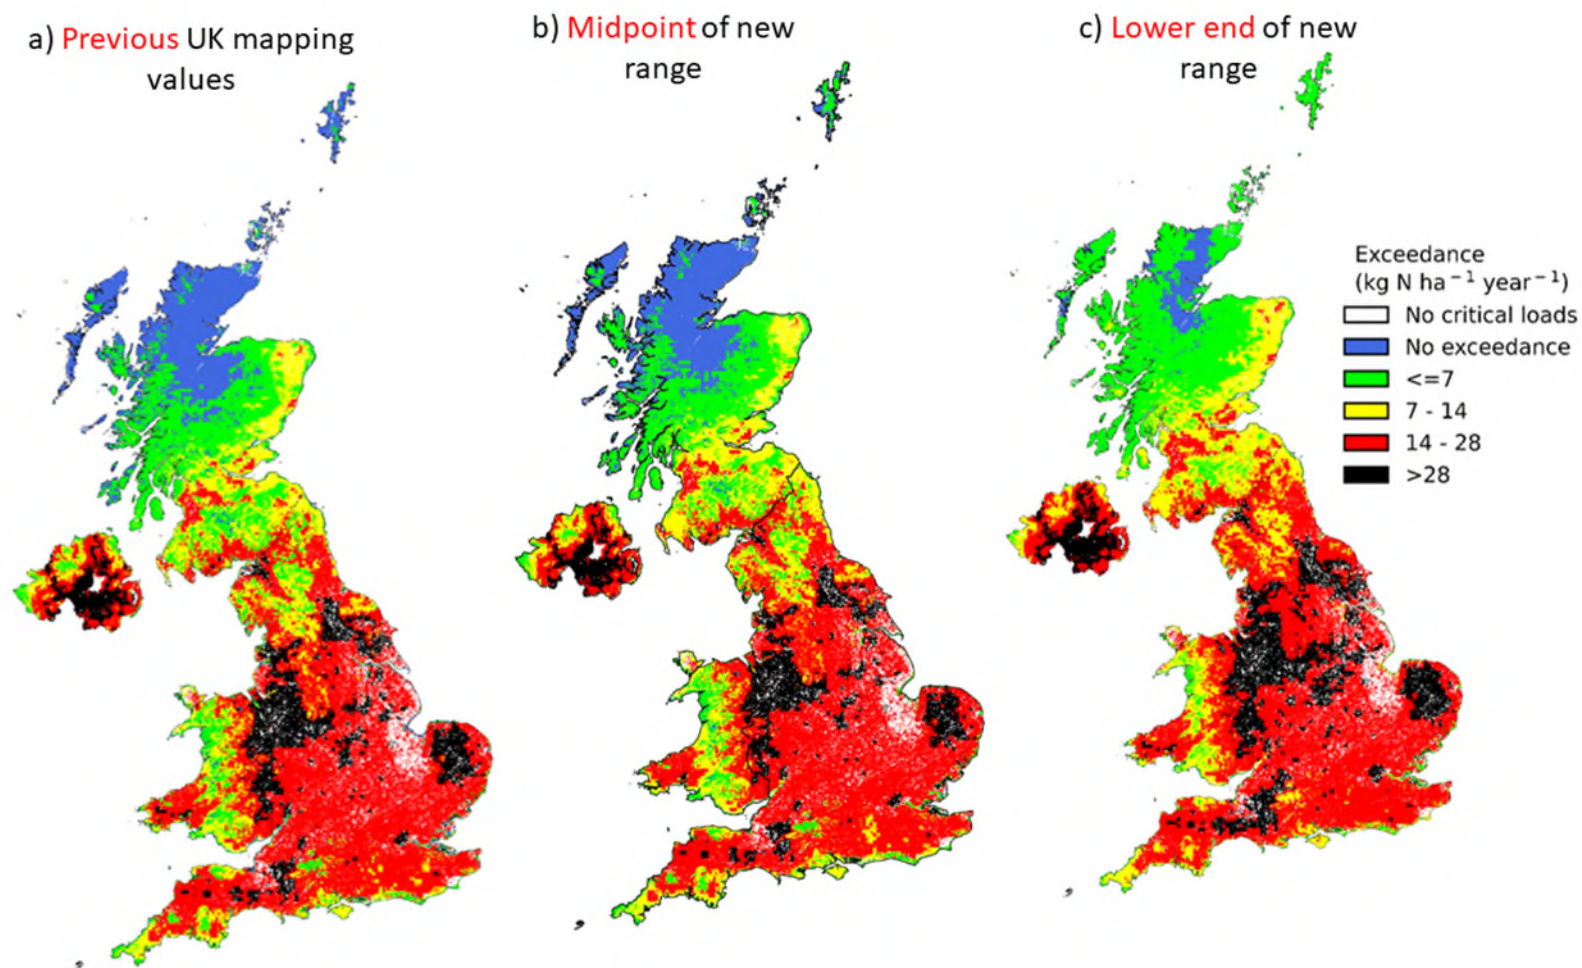 a) Previous UK mapping
values
b) Midpoint of new
range
c) Lower end of new
range
Exceedance
(kg N ha⁻¹ year⁻¹)
No critical loads
No exceedance
<=7
7 - 14
14 - 28
>28